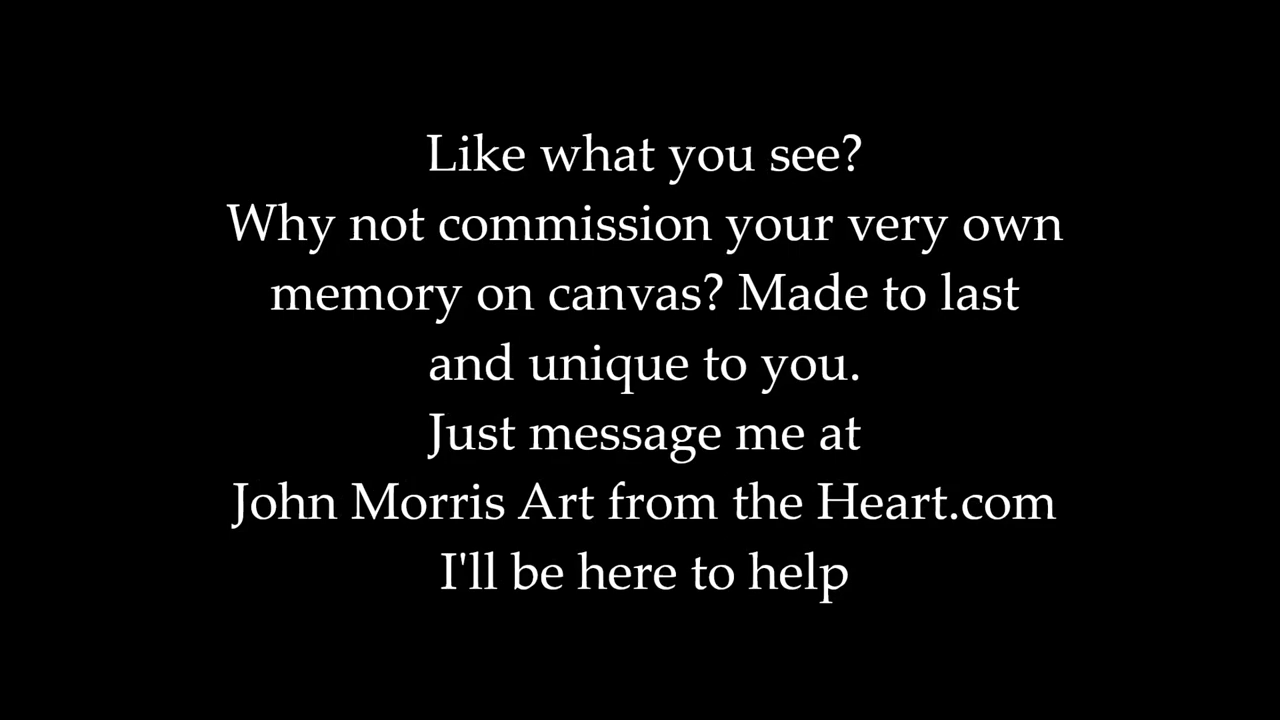 Like what you see?
Why not commission your very own
memory on canvas? Made to last
and unique to you.
Just message me at
John Morris Art from the Heart.com
I'll be here to help